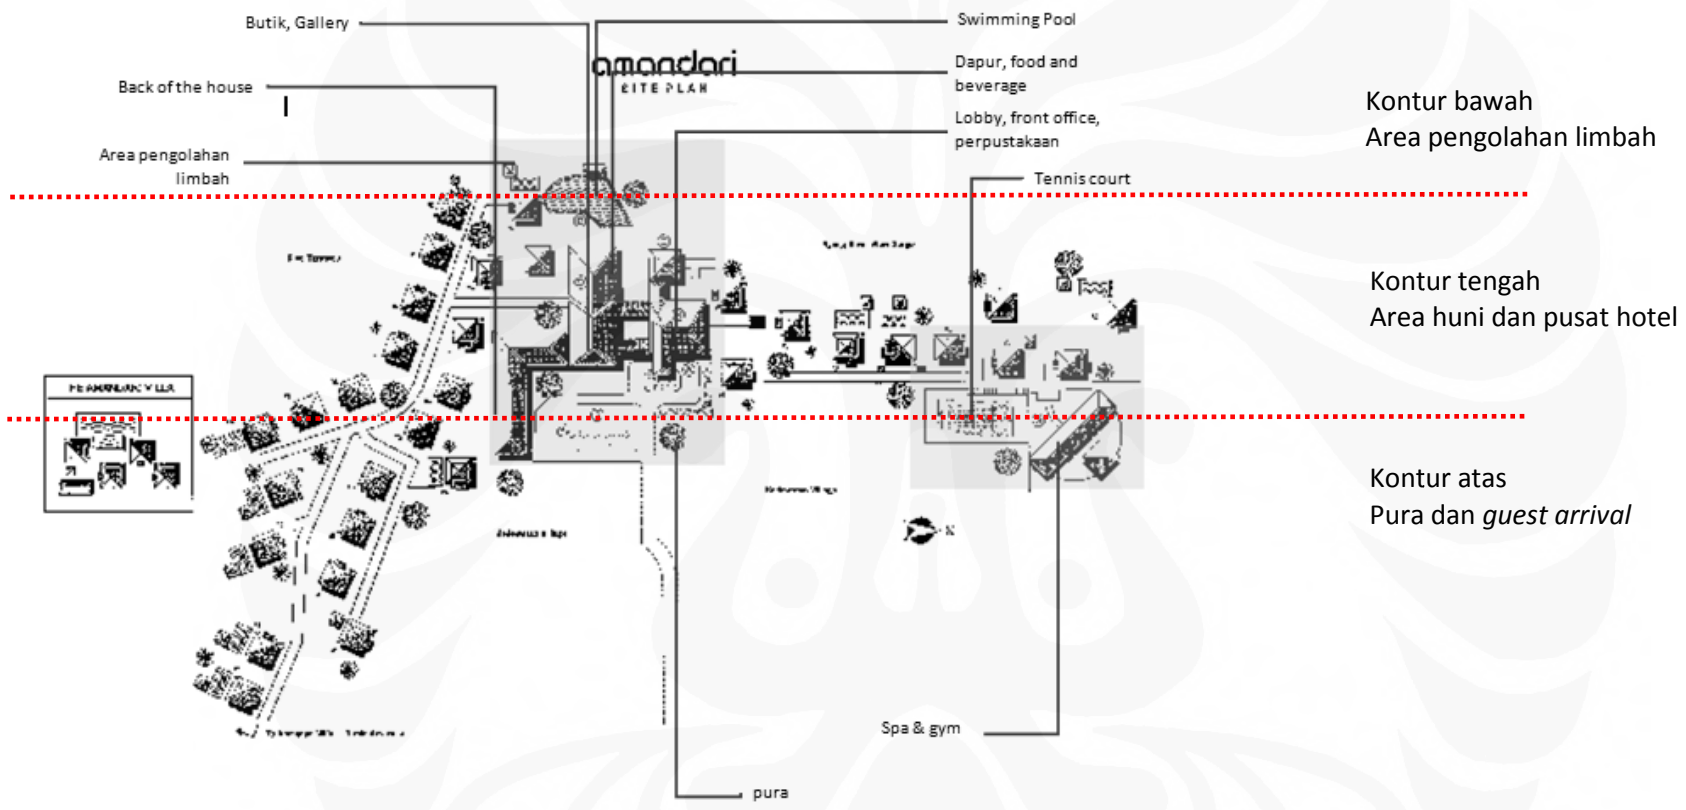 Butik, Gallery
Swimming Pool
amandari
SITE PLAN
Dapur, food and
beverage
Back of the house
Lobby, front office,
perpustakaan
Kontur bawah
Area pengolahan limbah
Area pengolahan
limbah
Tennis court
Kontur tengah
Area huni dan pusat hotel
Kontur atas
Pura dan guest arrival
Spa & gym
pura